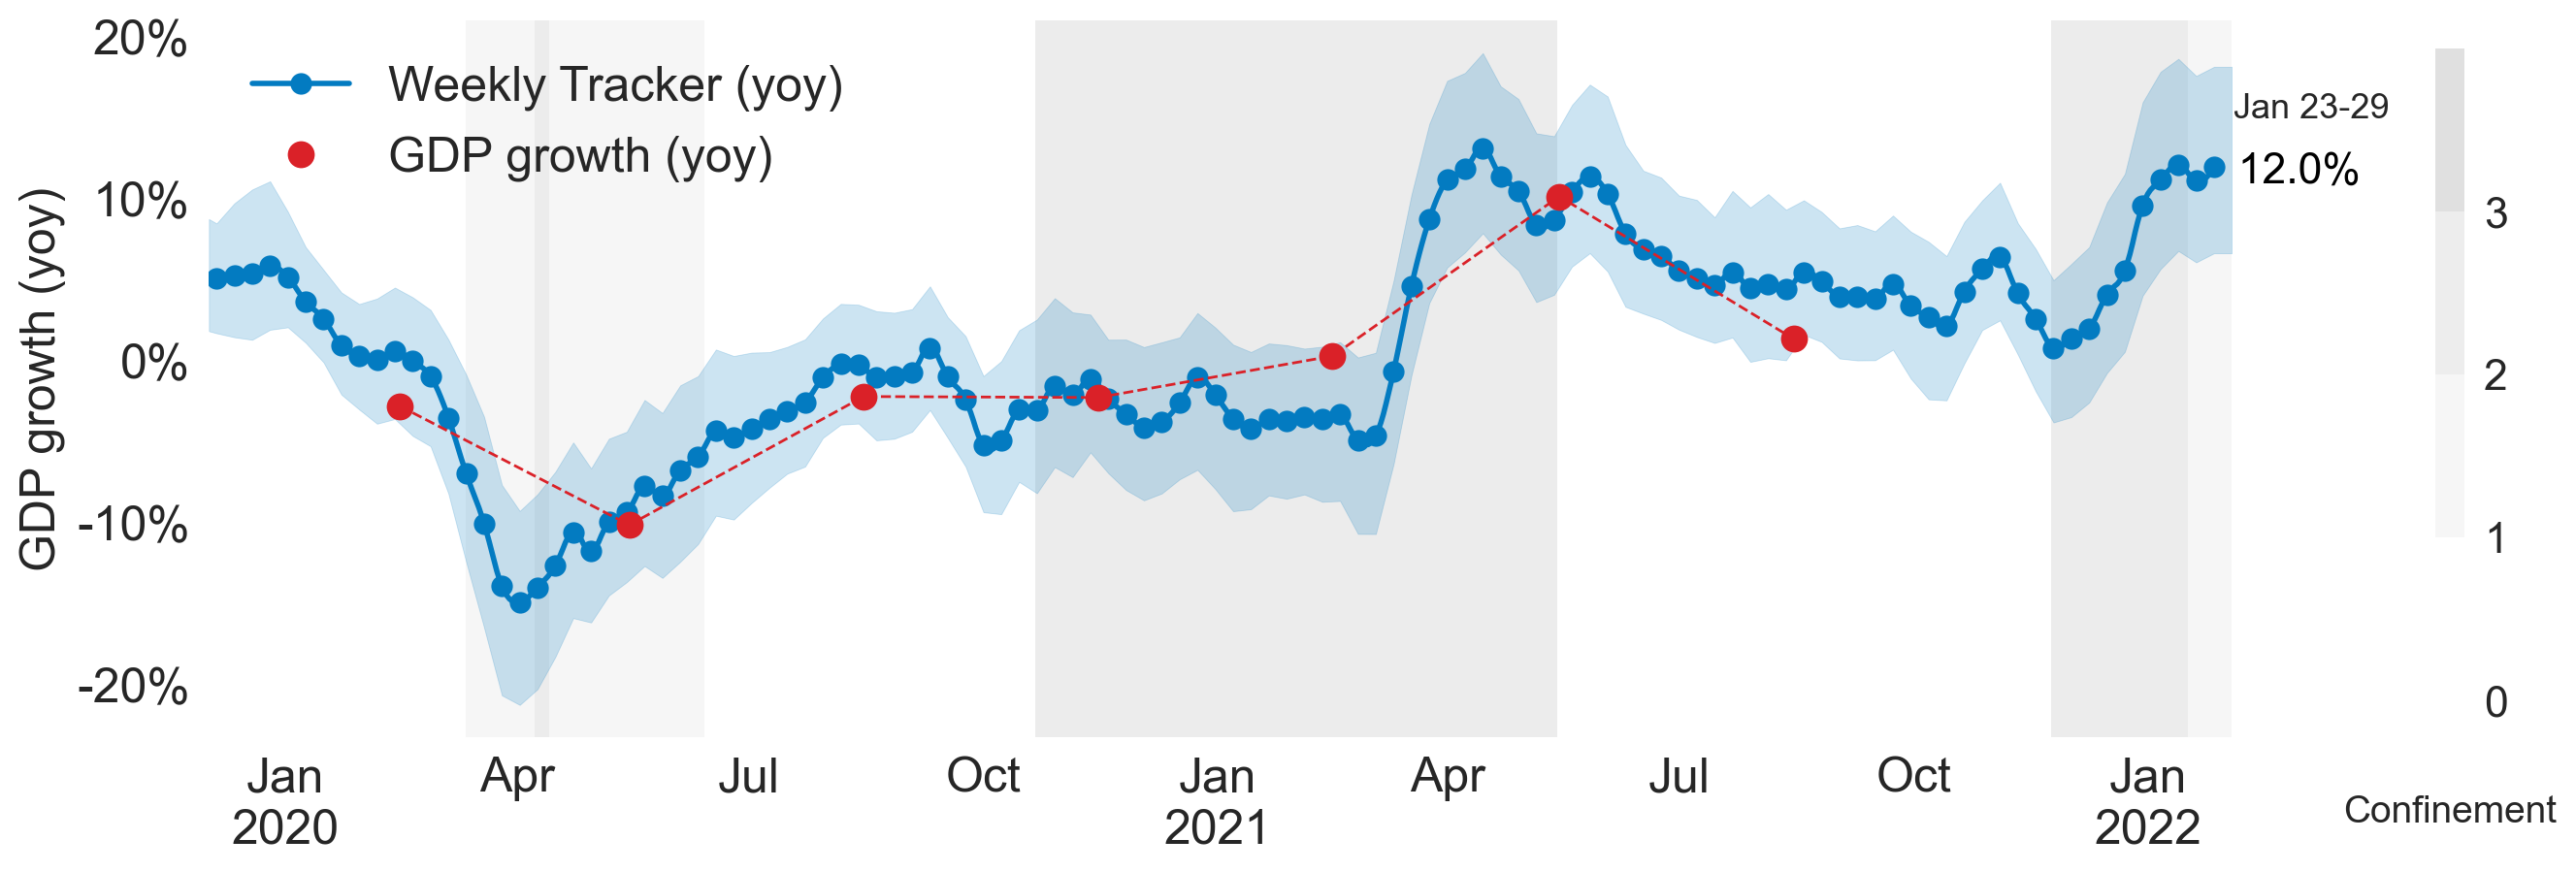 20%
10%
0%
-10%
-20%
GDP growth (yoy)
Weekly Tracker (yoy)
GDP growth (yoy)
Jan 23-29
12.0%
3
2
1
0
Confinement
Jan
2020
Apr
Jul
Oct
Jan
2021
Apr
Jul
Oct
Jan
2022